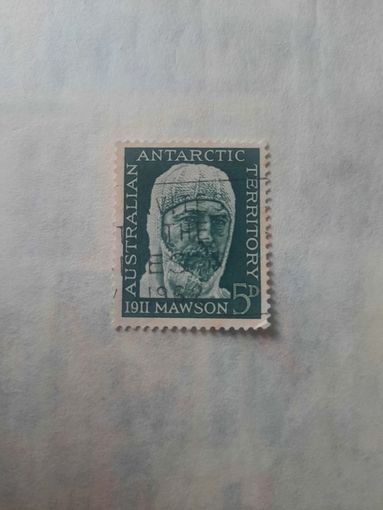 AUSTRALIAN
ANTARCTIC
TERRITORY
1911 MAWSON
5D